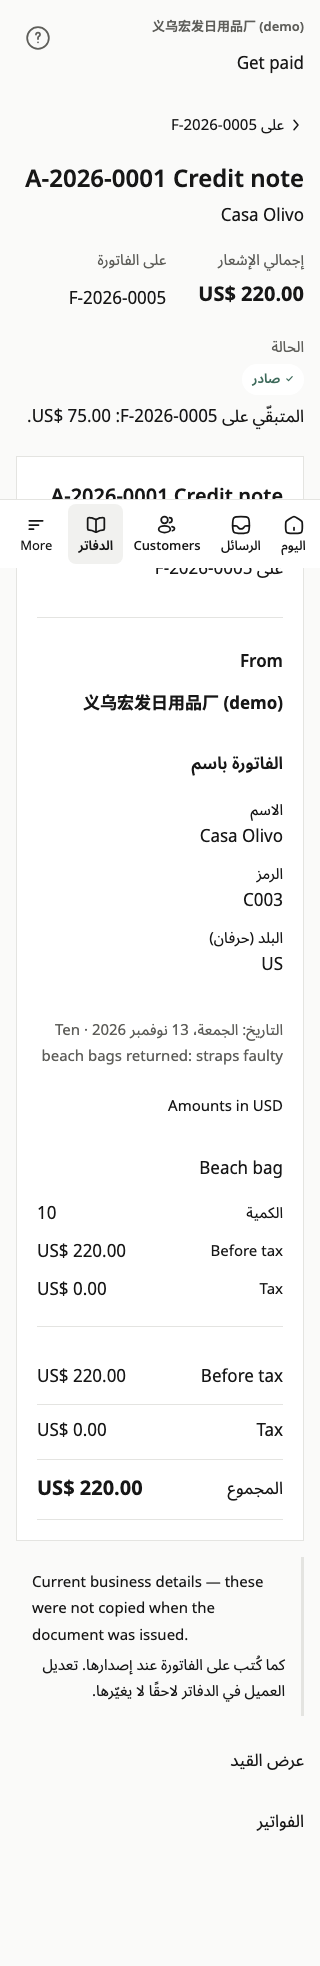 义乌宏发日用品厂 (demo)
Get paid
على F-2026-0005
A-2026-0001 Credit note
Casa Olivo
إجمالي الإشعار
US$ 220.00
على الفاتورة
F-2026-0005
الحالة
صادر
المتبقّي على F-2026-0005: US$ 75.00.
A-2026-0001 Credit note
اليوم
الرسائل
Customers
الدفاتر
More
على F-2026-0005
From
义乌宏发日用品厂 (demo)
الفاتورة باسم
الاسم
Casa Olivo
الرمز
C003
البلد (حرفان)
US
التاريخ: الجمعة، 13 نوفمبر 2026 · Ten
beach bags returned: straps faulty
Amounts in USD
Beach bag
الكمية 10
Before tax US$ 220.00
Tax US$ 0.00
Before tax US$ 220.00
Tax US$ 0.00
المجموع US$ 220.00
Current business details — these
were not copied when the
document was issued.
كما كُتب على الفاتورة عند إصدارها. تعديل
العميل في الدفاتر لاحقًا لا يغيّرها.
عرض القيد
الفواتير